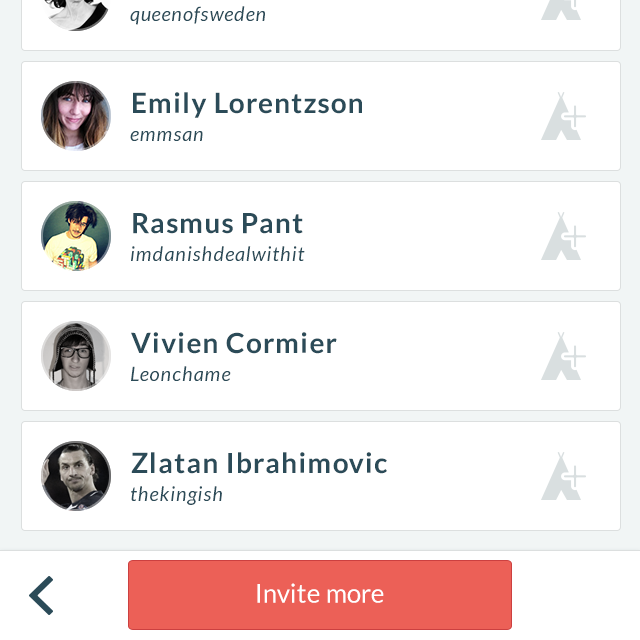 queenofsweden
Emily Lorentzson
emmsan
Rasmus Pant
imdanishdealwithit
Vivien Cormier
Leonchame
Zlatan Ibrahimovic
thekingish
Invite more